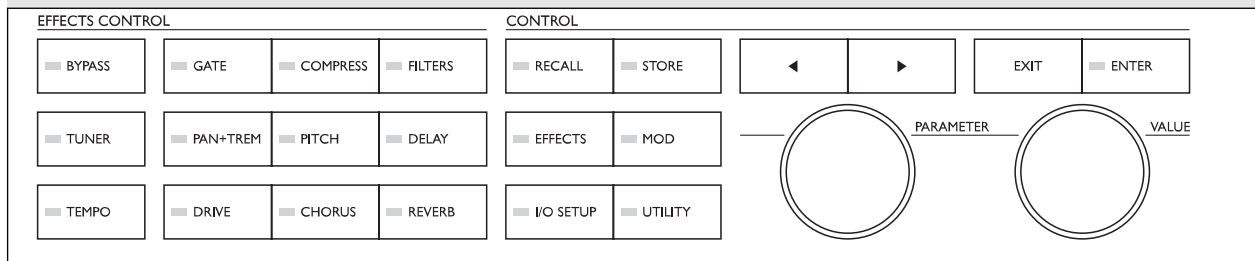 EFFECTS CONTROL
CONTROL
BYPASS GATE COMPRESS FILTERS RECALL STORE EXIT ENTER
PARAMETER VALUE
TUNER PAN+TREM PITCH DELAY EFFECTS MOD
TEMPO DRIVE CHORUS REVERB I/O SETUP UTILITY